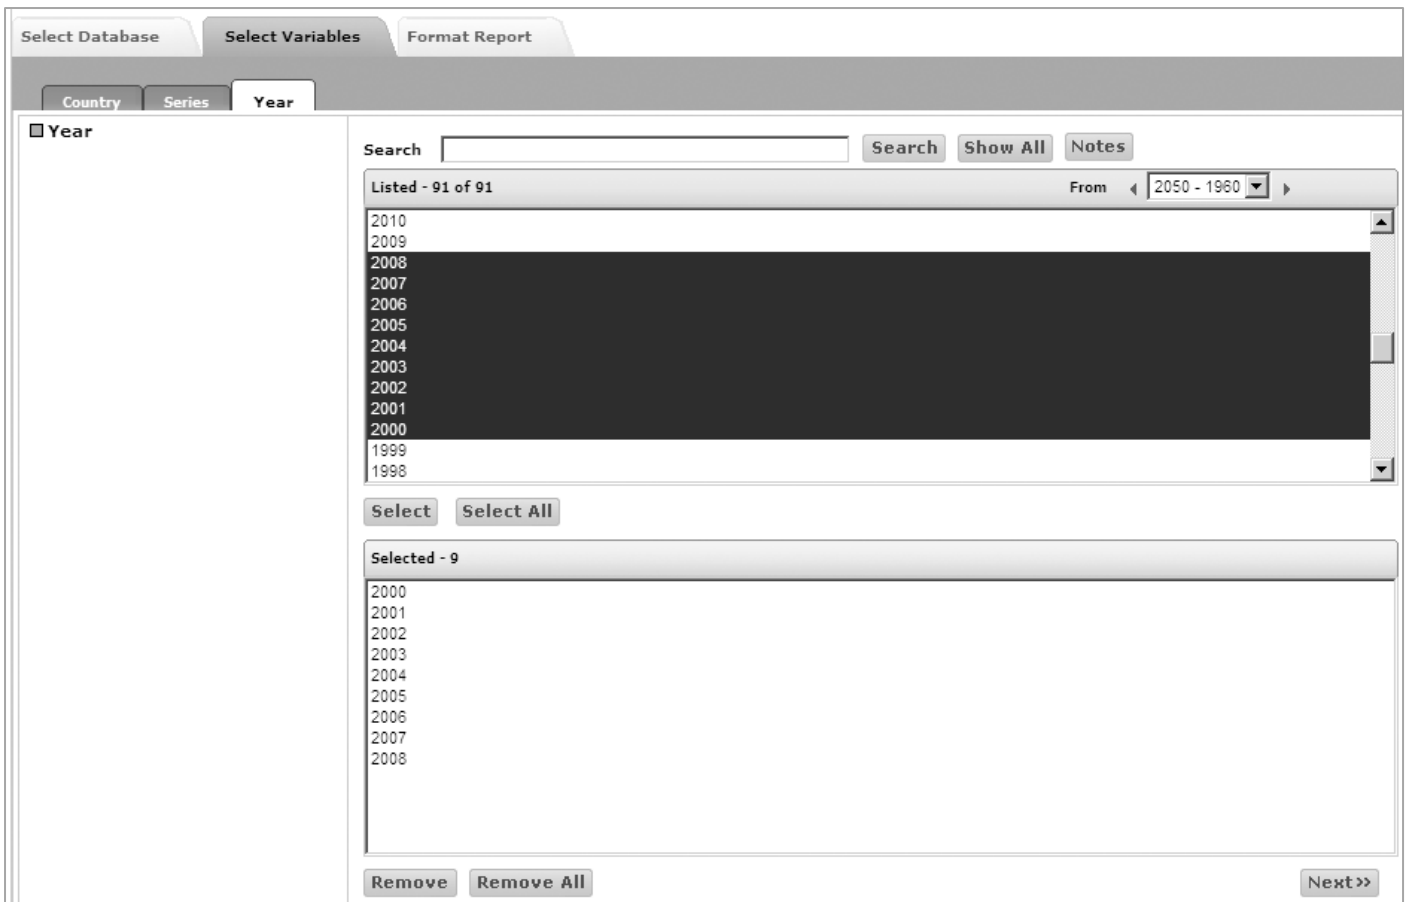 Select Database Select Variables Format Report
Country Series Year
Year
Search Search Show All Notes
Listed - 91 of 91 From 2050 - 1960
2010
2009
2008
2007
2006
2005
2004
2003
2002
2001
2000
1999
1998
Select Select All
Selected - 9
2000
2001
2002
2003
2004
2005
2006
2007
2008
Remove Remove All Next>>